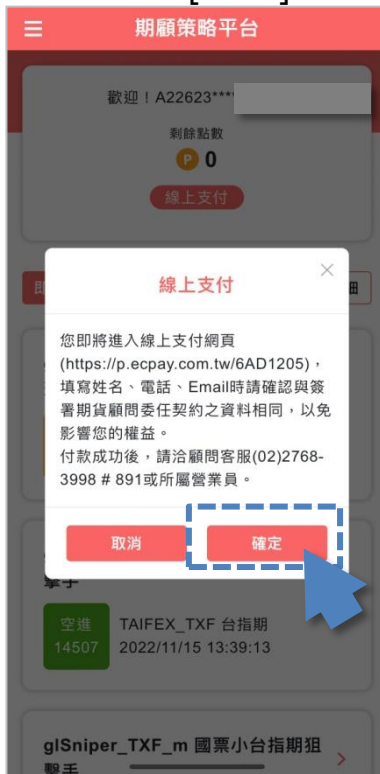 期顧策略平台
歡迎！A22623****
剩餘點數
P 0
線上支付
線上支付
您即將進入線上支付網頁
(https://p.ecpay.com.tw/6AD1205)，
填寫姓名、電話、Email時請確認與簽
署期貨顧問委任契約之資料相同，以免
影響您的權益。
付款成功後，請洽顧問客服(02)2768-
3998 # 891或所屬營業員。
取消
確定
擊手
空進
14507
TAIFEX_TXF 台指期
2022/11/15 13:39:13
glSniper_TXF_m 國票小台指期狙
擊手